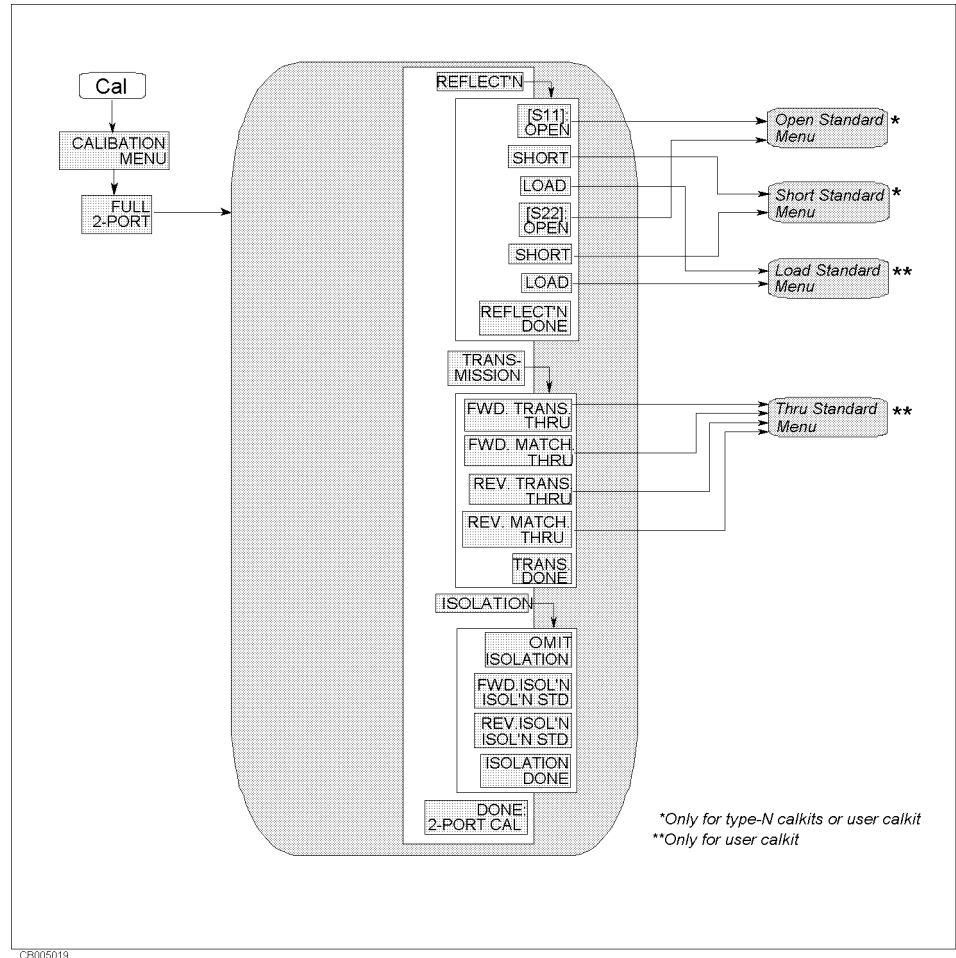 Cal
CALIBATION
MENU
FULL
2-PORT
REFLECT'N
[S11]:
OPEN
SHORT
LOAD
[S22]:
OPEN
SHORT
LOAD
REFLECT'N
DONE
TRANS-
MISSION
FWD. TRANS.
THRU
FWD. MATCH.
THRU
REV. TRANS.
THRU
REV. MATCH.
THRU
TRANS.
DONE
ISOLATION
OMIT
ISOLATION
FWD.ISOL'N
ISOL'N STD
REV.ISOL'N
ISOL'N STD
ISOLATION
DONE
DONE:
2-PORT CAL
Open Standard *
Menu
Short Standard *
Menu
Load Standard **
Menu
Thru Standard **
Menu
*Only for type-N calkits or user calkit
**Only for user calkit
CB005019